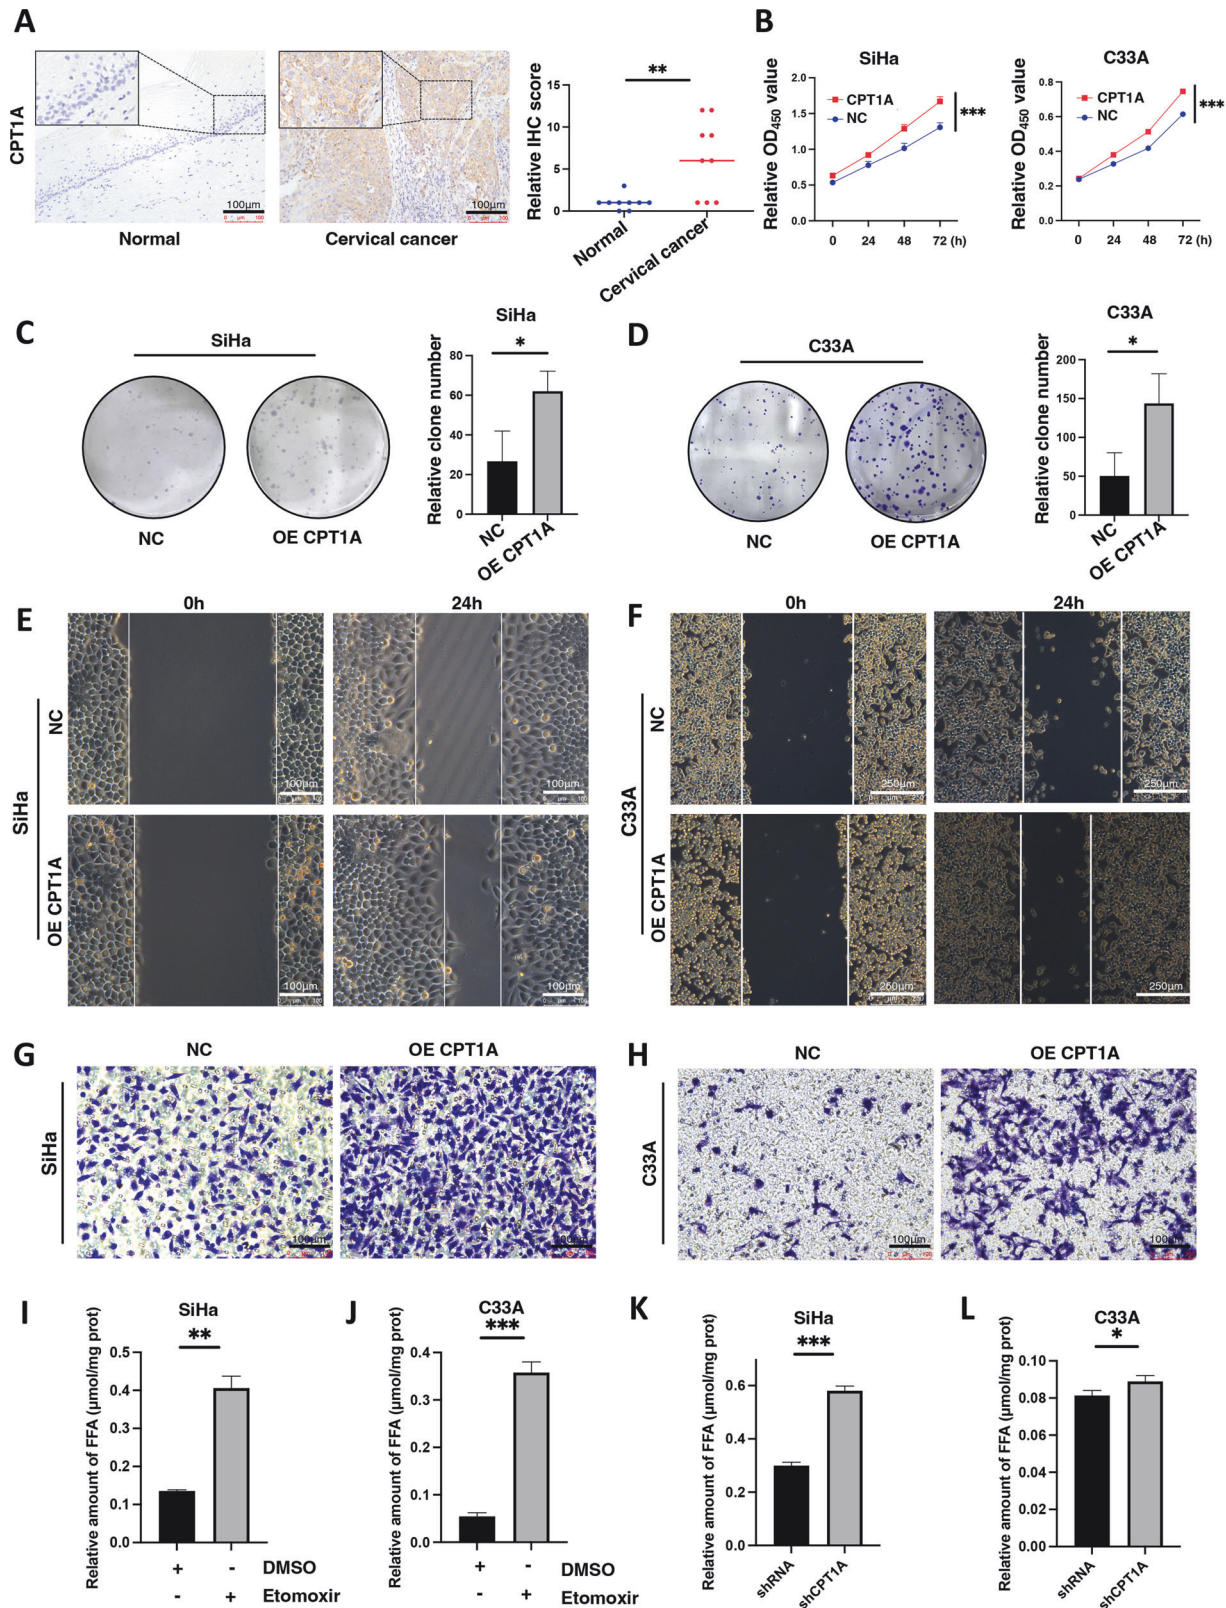 A
CPT1A
100µm
0 µm 100
Normal
100µm
0 µm 100
Cervical cancer
Relative IHC score
15
10
5
0
**
Normal
Cervical cancer
B
SiHa
Relative OD450 value
2.0
1.5
1.0
0.5
0.0
CPT1A
NC
***
0 24 48 72 (h)
C33A
Relative OD450 value
0.8
0.6
0.4
0.2
0.0
CPT1A
NC
***
0 24 48 72 (h)
C
SiHa
NC
OE CPT1A
SiHa
Relative clone number
80
60
40
20
0
*
NC
OE CPT1A
D
C33A
NC
OE CPT1A
C33A
Relative clone number
200
150
100
50
0
*
NC
OE CPT1A
E
0h
24h
SiHa
NC
100µm
100µm
OE CPT1A
100µm
100µm
F
0h
24h
C33A
NC
250µm
250µm
OE CPT1A
250µm
250µm
G
NC
OE CPT1A
SiHa
100µm
100µm
H
NC
OE CPT1A
C33A
100µm
100µm
I
SiHa
**
Relative amount of FFA (µmol/mg prot)
0.5
0.4
0.3
0.2
0.1
0.0
+ - DMSO
- + Etomoxir
J
C33A
***
Relative amount of FFA (µmol/mg prot)
0.4
0.3
0.2
0.1
0.0
+ - DMSO
- + Etomoxir
K
SiHa
***
Relative amount of FFA (µmol/mg prot)
0.6
0.4
0.2
0.0
shRNA
shCPT1A
L
C33A
*
Relative amount of FFA (µmol/mg prot)
0.10
0.08
0.06
0.04
0.02
0.00
shRNA
shCPT1A